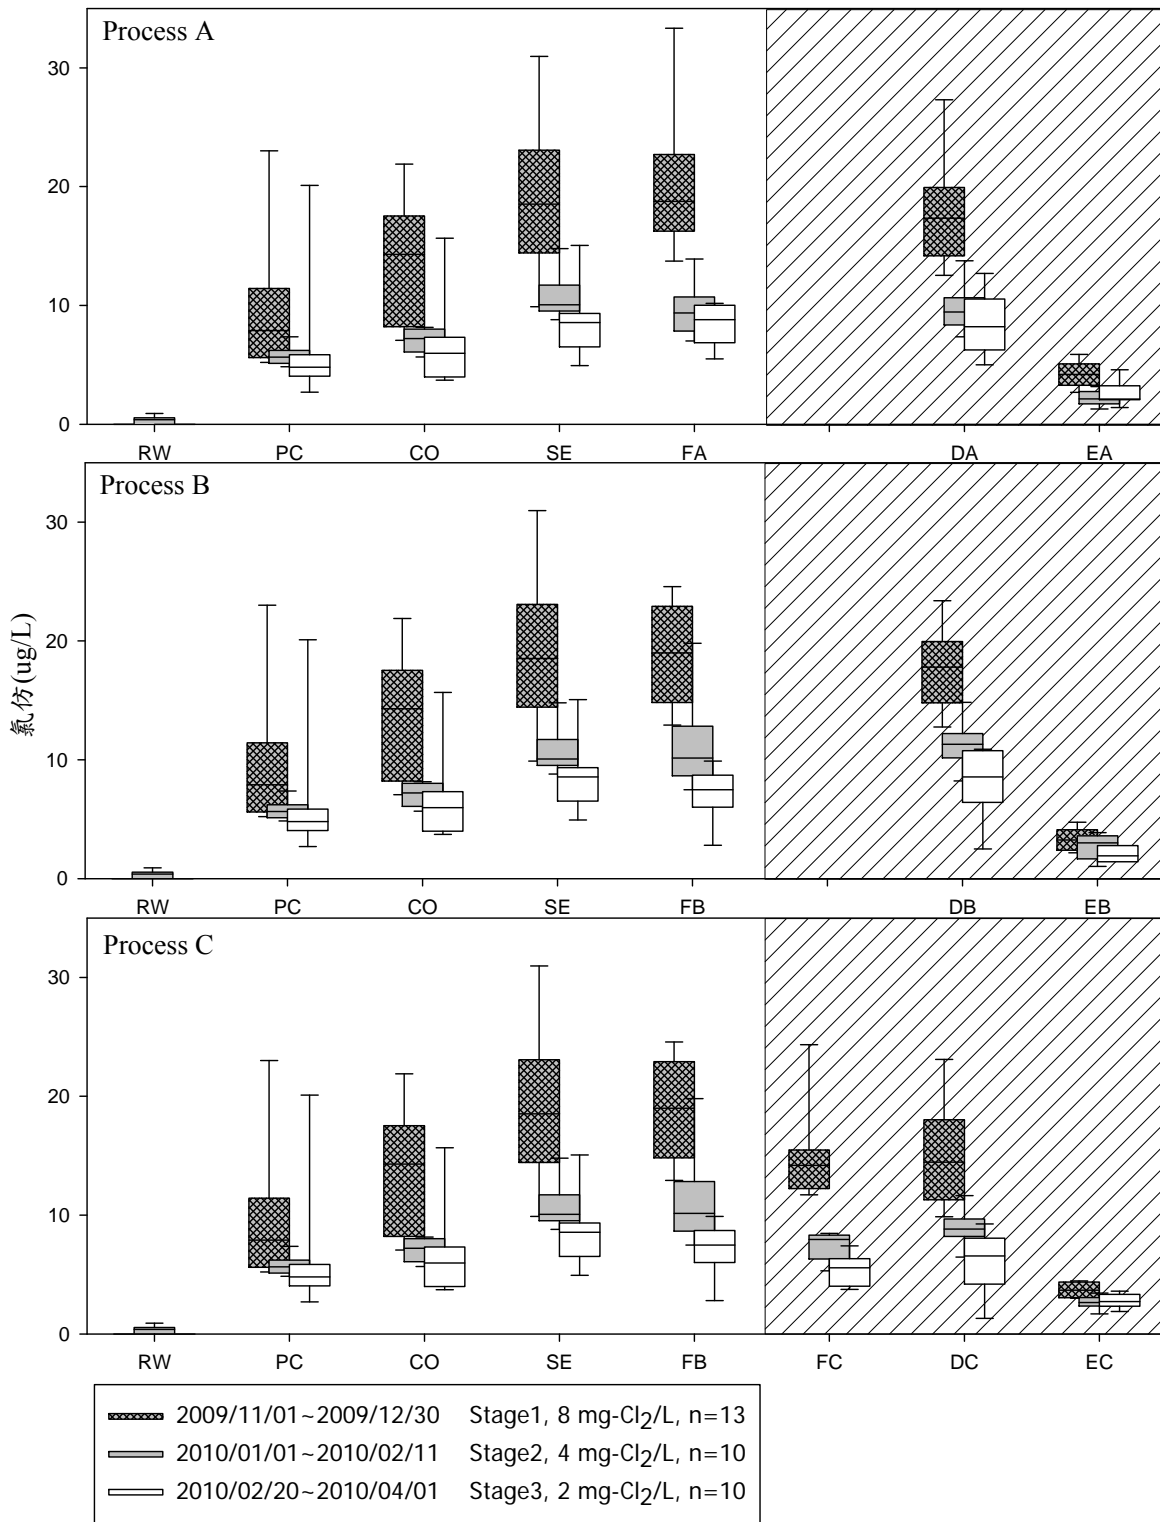 Process A
30
20
10
0
RW PC CO SE FA DA EA
Process B
30
20
10
0
RW PC CO SE FB DB EB
氯仿(ug/L)
Process C
30
20
10
0
RW PC CO SE FB FC DC EC
2009/11/01~2009/12/30 Stage1, 8 mg-Cl₂/L, n=13
2010/01/01~2010/02/11 Stage2, 4 mg-Cl₂/L, n=10
2010/02/20~2010/04/01 Stage3, 2 mg-Cl₂/L, n=10